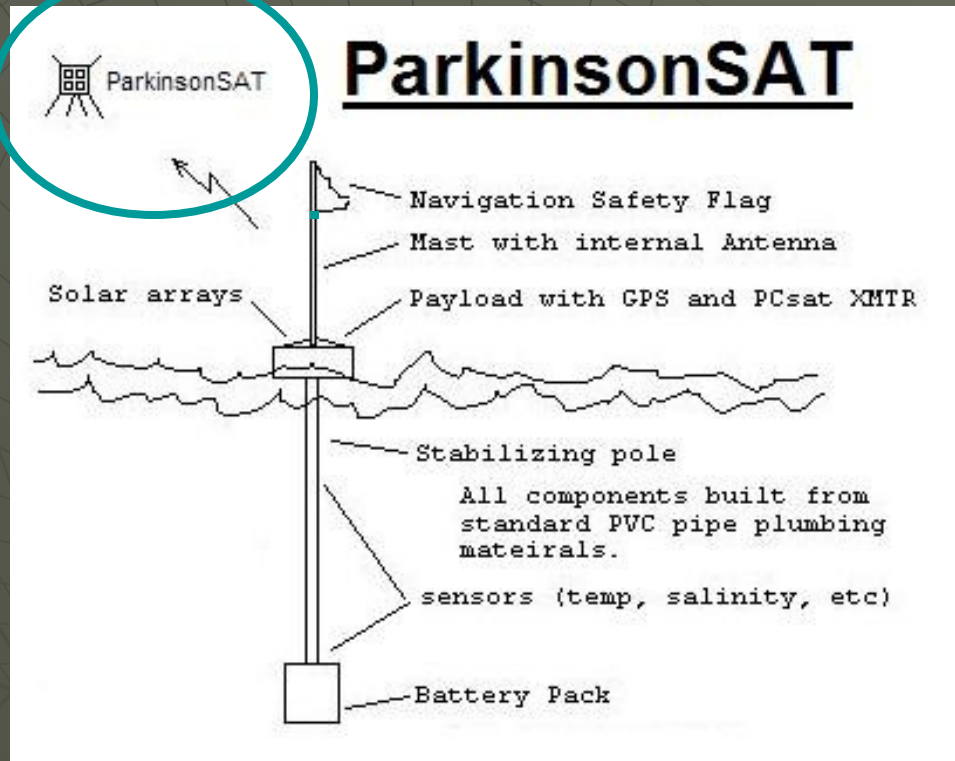 ParkinsonSAT
ParkinsonSAT
Navigation Safety Flag
Mast with internal Antenna
Solar arrays
Payload with GPS and PCsat XMTR
Stabilizing pole
All components built from
standard PVC pipe plumbing
mateirals.
sensors (temp, salinity, etc)
Battery Pack